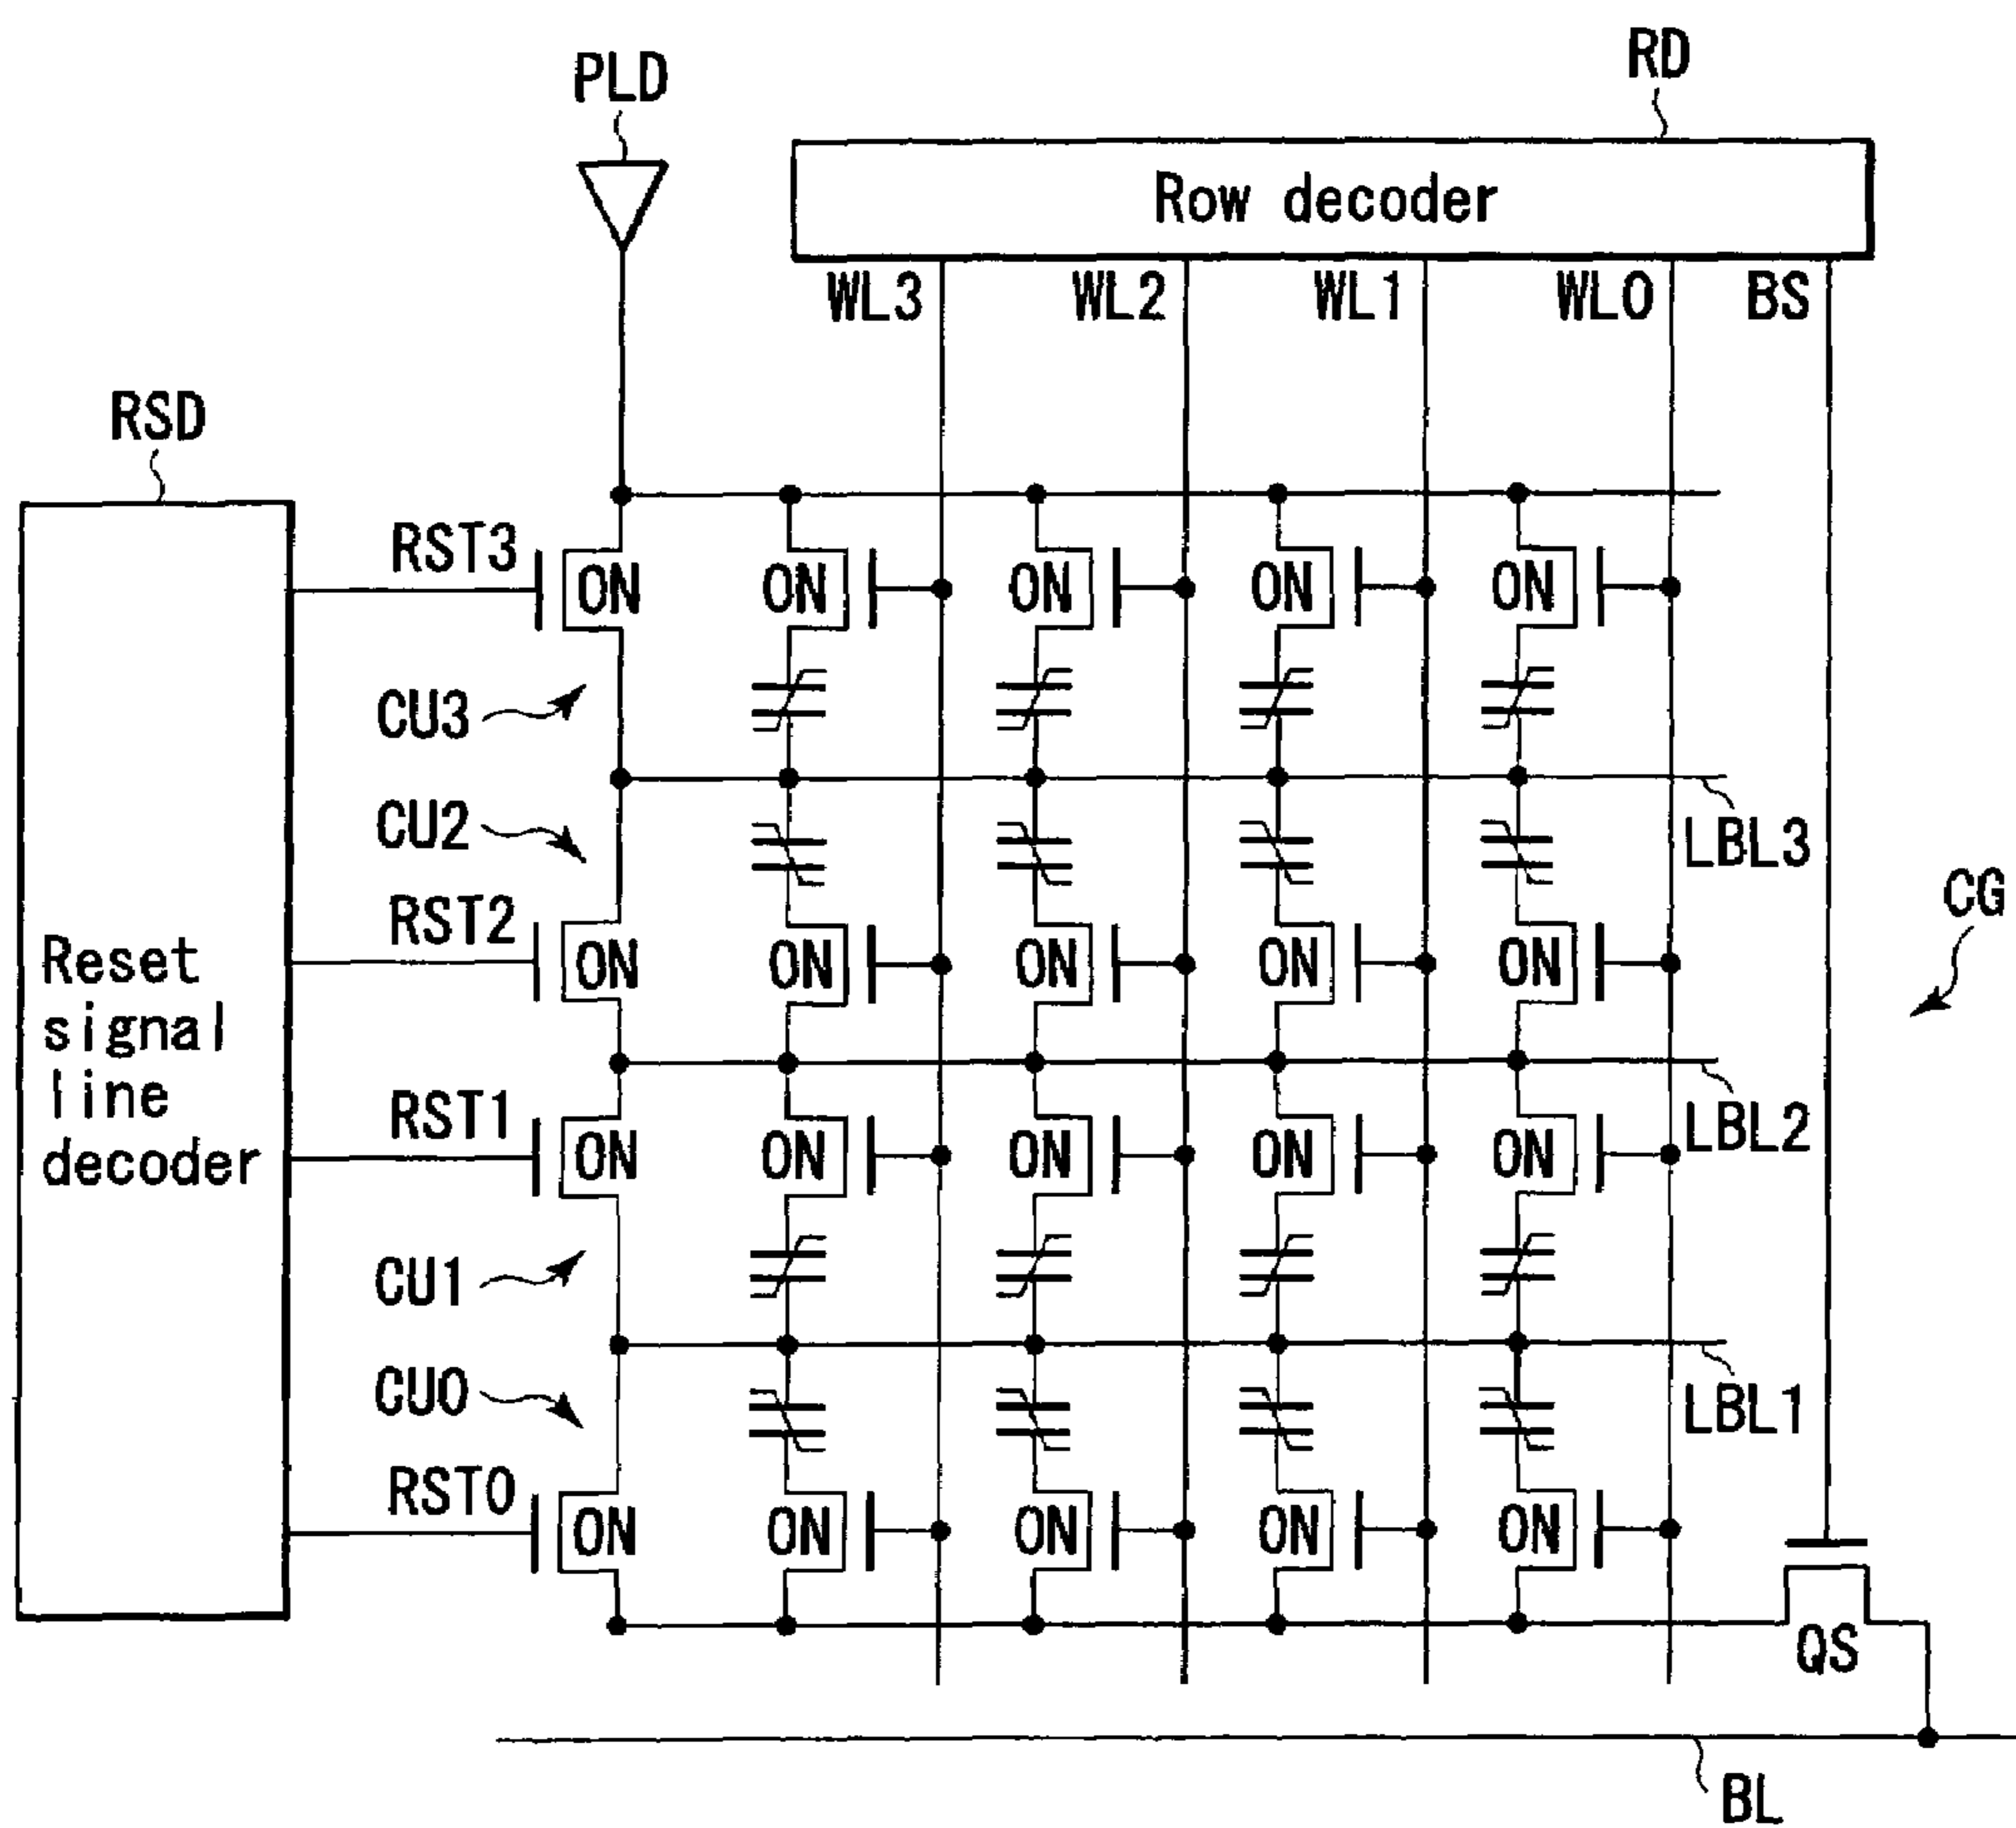 PLD
RD
Row decoder
WL3 WL2 WL1 WL0 BS
RSD
RST3
ON ON ON ON ON
CU3
CU2
LBL3
CG
RST2
ON ON ON ON ON
Reset
signal
line
decoder
RST1
ON ON ON ON ON
LBL2
CU1
CU0
LBL1
RST0
ON ON ON ON ON
QS
BL